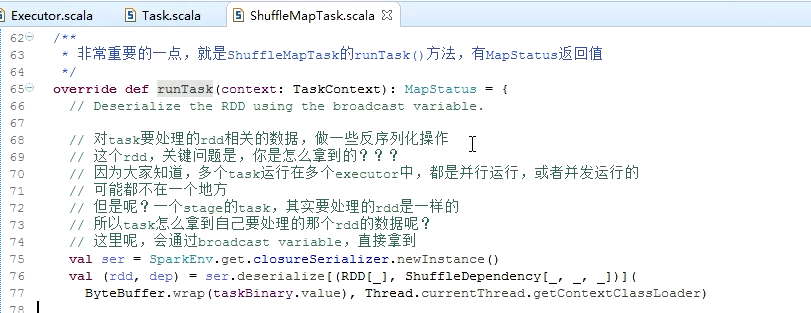 Executor.scala Task.scala ShuffleMapTask.scala
62 /**
63 * 非常重要的一点，就是ShuffleMapTask的runTask()方法，有MapStatus返回值
64 */
65 override def runTask(context: TaskContext): MapStatus = {
66 // Deserialize the RDD using the broadcast variable.
67
68 // 对task要处理的rdd相关的数据，做一些反序列化操作
69 // 这个rdd，关键问题是，你是怎么拿到的？？？
70 // 因为大家知道，多个task运行在多个executor中，都是并行运行，或者并发运行的
71 // 可能都不在一个地方
72 // 但是呢？一个stage的task，其实要处理的rdd是一样的
73 // 所以task怎么拿到自己要处理的那个rdd的数据呢？
74 // 这里呢，会通过broadcast variable，直接拿到
75 val ser = SparkEnv.get.closureSerializer.newInstance()
76 val (rdd, dep) = ser.deserialize[(RDD[_], ShuffleDependency[_, _, _])](
77 ByteBuffer.wrap(taskBinary.value), Thread.currentThread.getContextClassLoader)
78